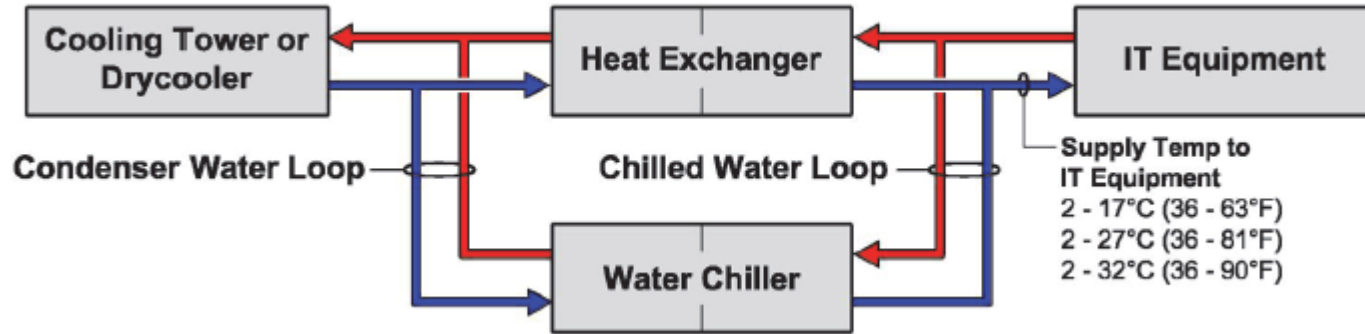 Cooling Tower or
Drycooler
Heat Exchanger
IT Equipment
Condenser Water Loop
Chilled Water Loop
Supply Temp to
IT Equipment
2 - 17°C (36 - 63°F)
2 - 27°C (36 - 81°F)
2 - 32°C (36 - 90°F)
Water Chiller